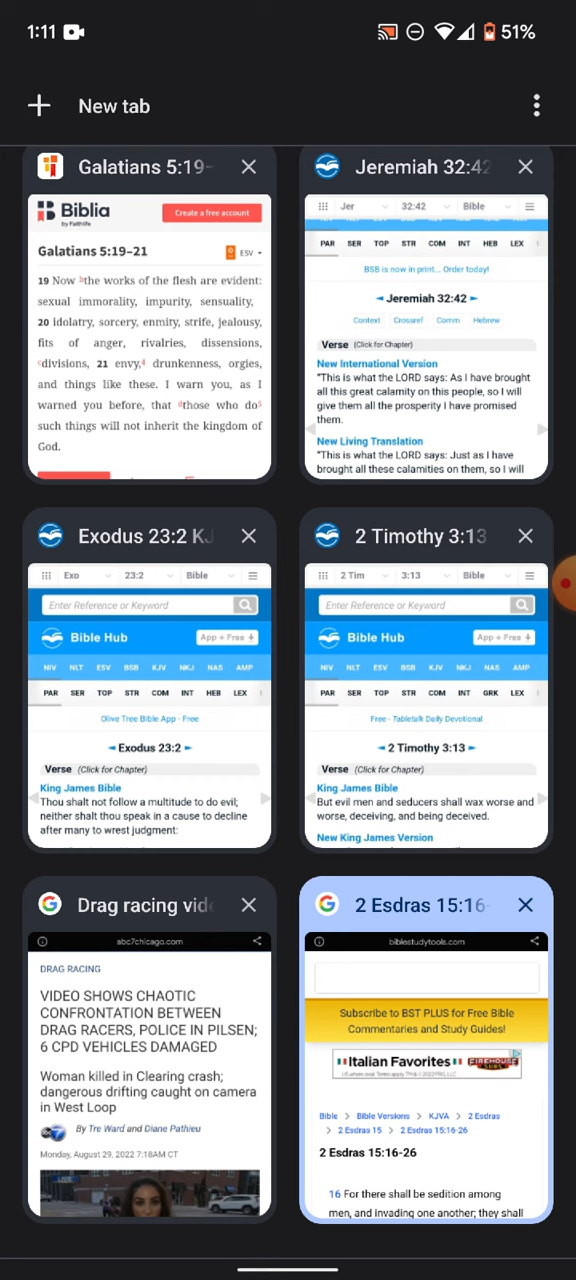 1:11
51%
New tab
Galatians 5:19-
Biblia
by Faithlife
Create a free account
Galatians 5:19–21
ESV
19 Now bthe works of the flesh are evident:
sexual immorality, impurity, sensuality,
20 idolatry, sorcery, enmity, strife, jealousy,
fits of anger, rivalries, dissensions,
cdivisions, 21 envy,4 drunkenness, orgies,
and things like these. I warn you, as I
warned you before, that dthose who do5
such things will not inherit the kingdom of
God.
Jeremiah 32:42
Jer 32:42 Bible
PAR SER TOP STR COM INT HEB LEX
BSB is now in print... Order today!
Jeremiah 32:42
Context Crossref Comm Hebrew
Verse (Click for Chapter)
New International Version
"This is what the LORD says: As I have brought
all this great calamity on this people, so I will
give them all the prosperity I have promised
them.
New Living Translation
"This is what the LORD says: Just as I have
brought all these calamities on them, so I will
Exodus 23:2 KJ
Exo 23:2 Bible
Enter Reference or Keyword
Bible Hub
App + Free
NIV NLT ESV BSB KJV NKJ NAS AMP
PAR SER TOP STR COM INT HEB LEX
Olive Tree Bible App - Free
Exodus 23:2
Verse (Click for Chapter)
King James Bible
Thou shalt not follow a multitude to do evil;
neither shalt thou speak in a cause to decline
after many to wrest judgment:
2 Timothy 3:13
2 Tim 3:13 Bible
Enter Reference or Keyword
Bible Hub
App + Free
NIV NLT ESV BSB KJV NKJ NAS AMP
PAR SER TOP STR COM INT GRK LEX
Free - Tabletalk Daily Devotional
2 Timothy 3:13
Verse (Click for Chapter)
King James Bible
But evil men and seducers shall wax worse and
worse, deceiving, and being deceived.
New King James Version
Drag racing vide
abc7chicago.com
DRAG RACING
VIDEO SHOWS CHAOTIC
CONFRONTATION BETWEEN
DRAG RACERS, POLICE IN PILSEN;
6 CPD VEHICLES DAMAGED
Woman killed in Clearing crash;
dangerous drifting caught on camera
in West Loop
By Tre Ward and Diane Pathieu
Monday, August 29, 2022 7:18AM CT
2 Esdras 15:16-
biblestudytools.com
Subscribe to BST PLUS for Free Bible
Commentaries and Study Guides!
Italian Favorites
FIREHOUSE SUBS
Bible > Bible Versions > KJVA > 2 Esdras
> 2 Esdras 15 > 2 Esdras 15:16-26
2 Esdras 15:16-26
16 For there shall be sedition among
men, and invading one another; they shall